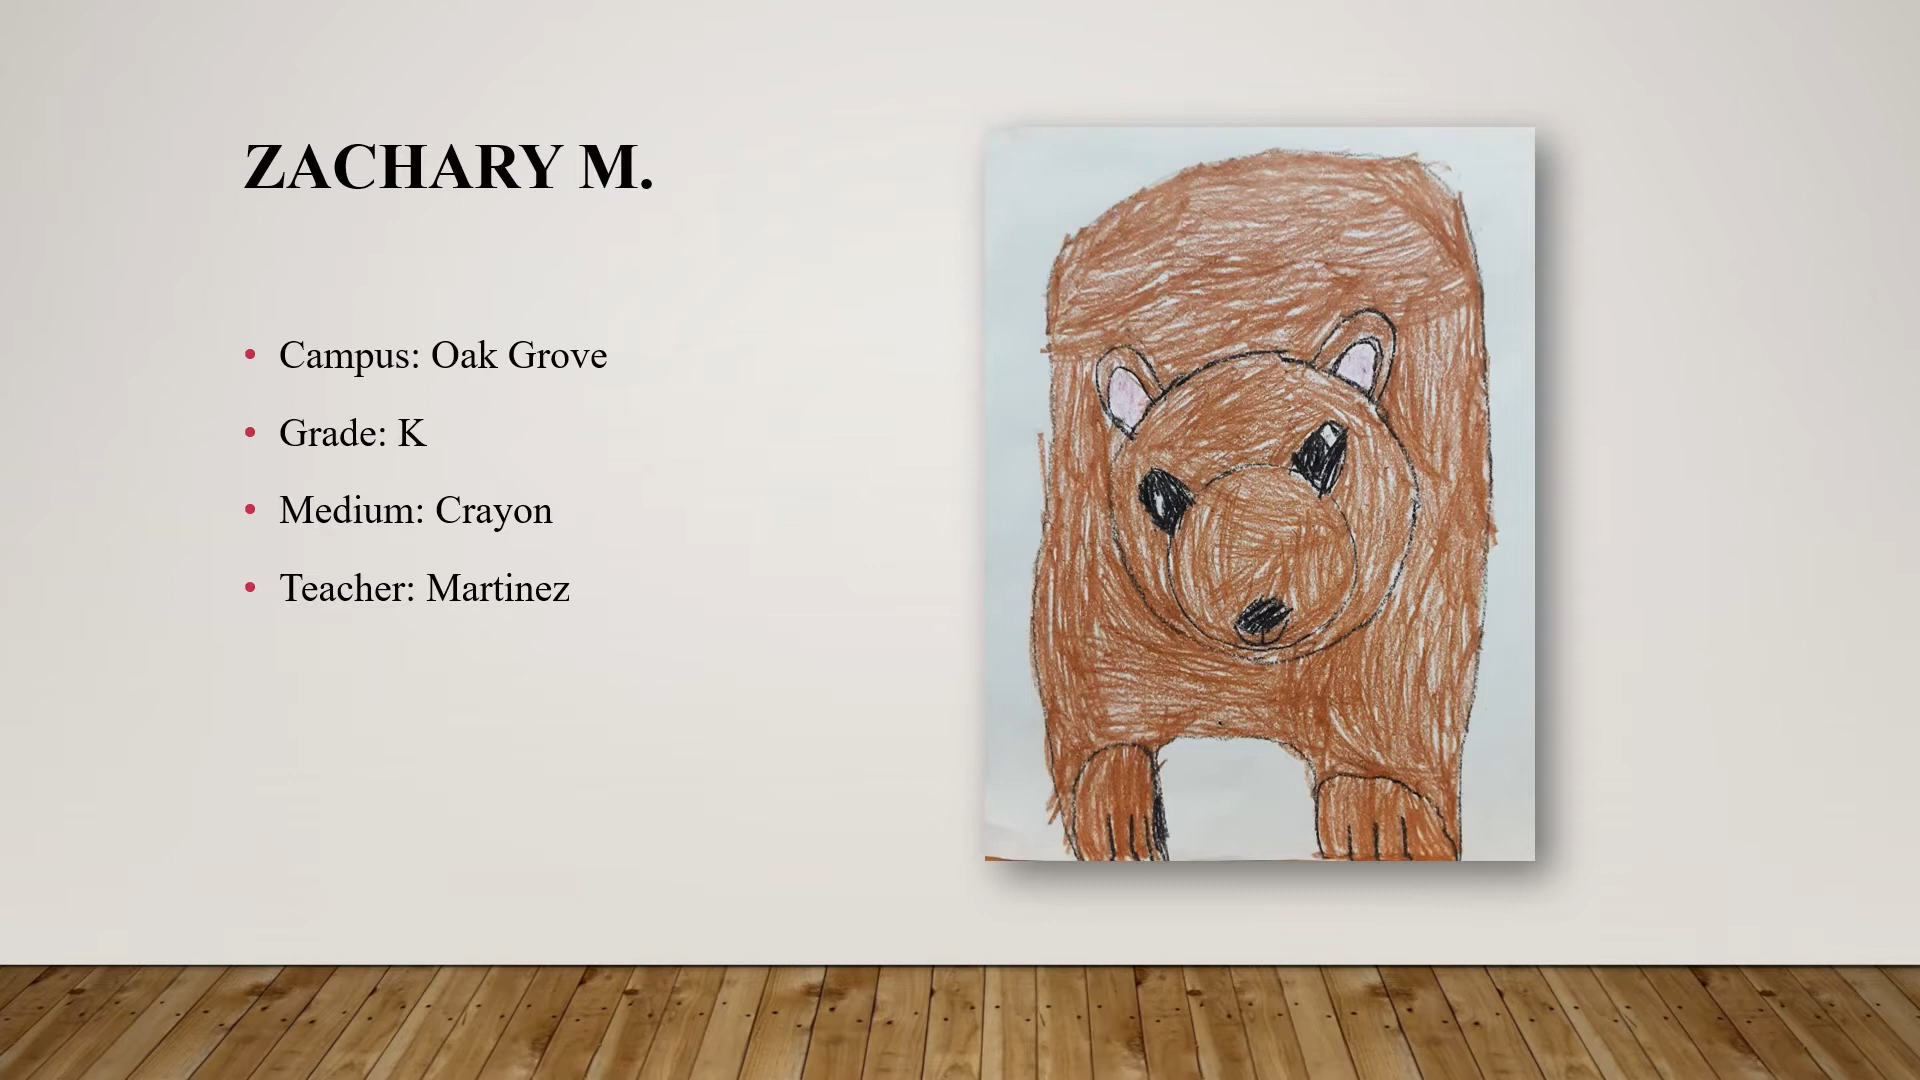 ZACHARY M.
• Campus: Oak Grove
• Grade: K
• Medium: Crayon
• Teacher: Martinez